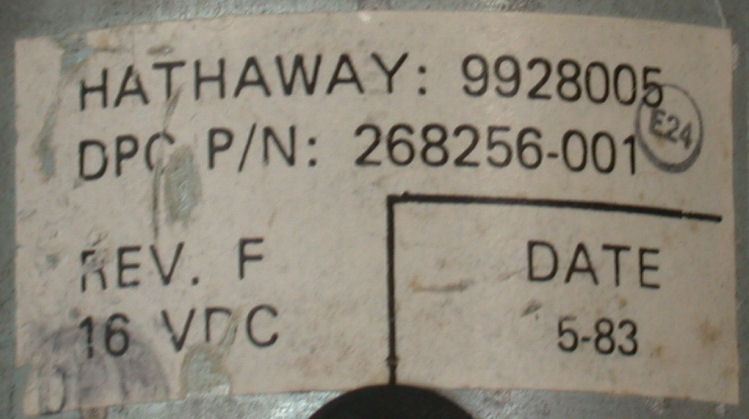 HATHAWAY: 9928005
E24
DPC P/N: 268256-001
REV. F
16 VDC
DATE
5-83